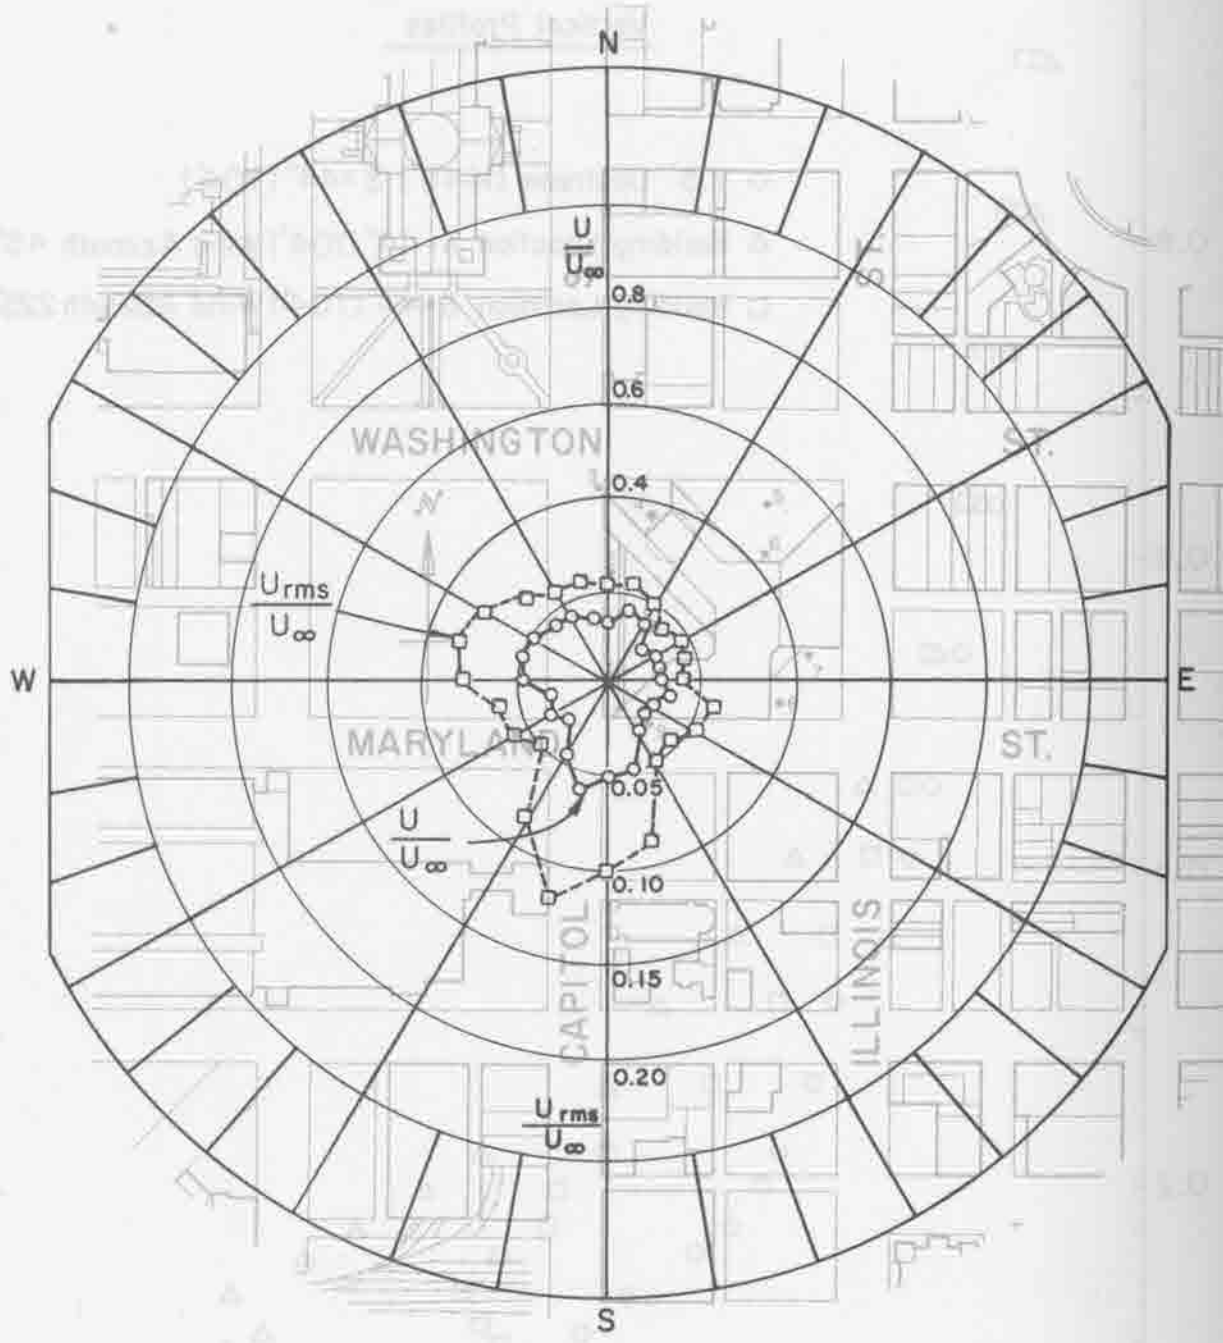 N
U
U∞
0.8
0.6
WASHINGTON ST.
0.4
N
Urms
U∞
W
E
MARYLAND ST.
0.05
U
U∞
0.10
CAPITOL
ILLINOIS
0.15
0.20
Urms
U∞
S